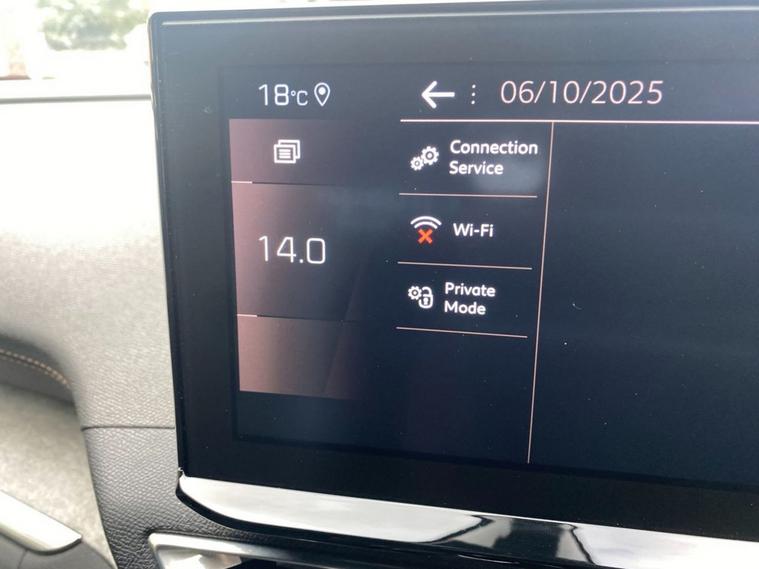 18°C
06/10/2025
Connection
Service
14.0
Wi-Fi
Private
Mode